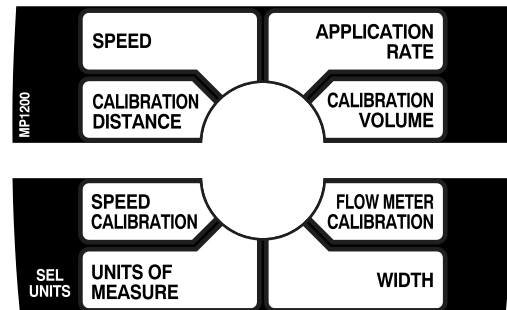 SPEED
APPLICATION
RATE
MP1200
CALIBRATION
DISTANCE
CALIBRATION
VOLUME
SPEED
CALIBRATION
FLOW METER
CALIBRATION
SEL
UNITS
UNITS OF
MEASURE
WIDTH